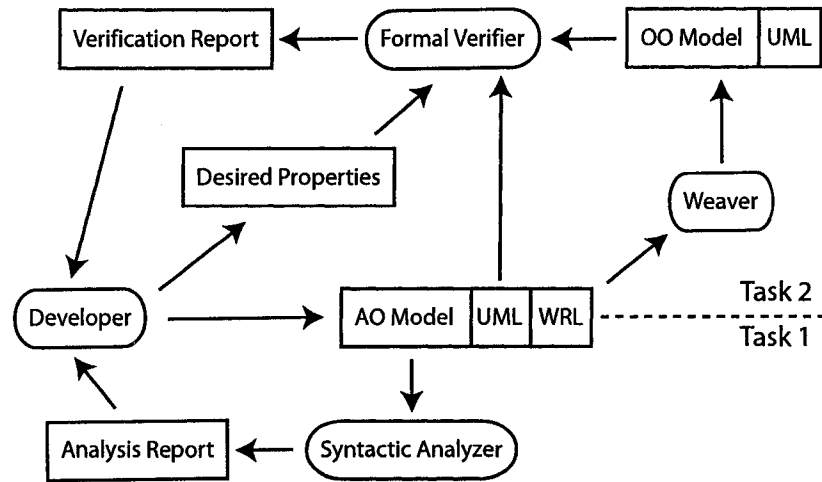 Verification Report
Formal Verifier
OO Model UML
Desired Properties
Weaver
Developer
AO Model UML WRL
Task 2
Task 1
Analysis Report
Syntactic Analyzer